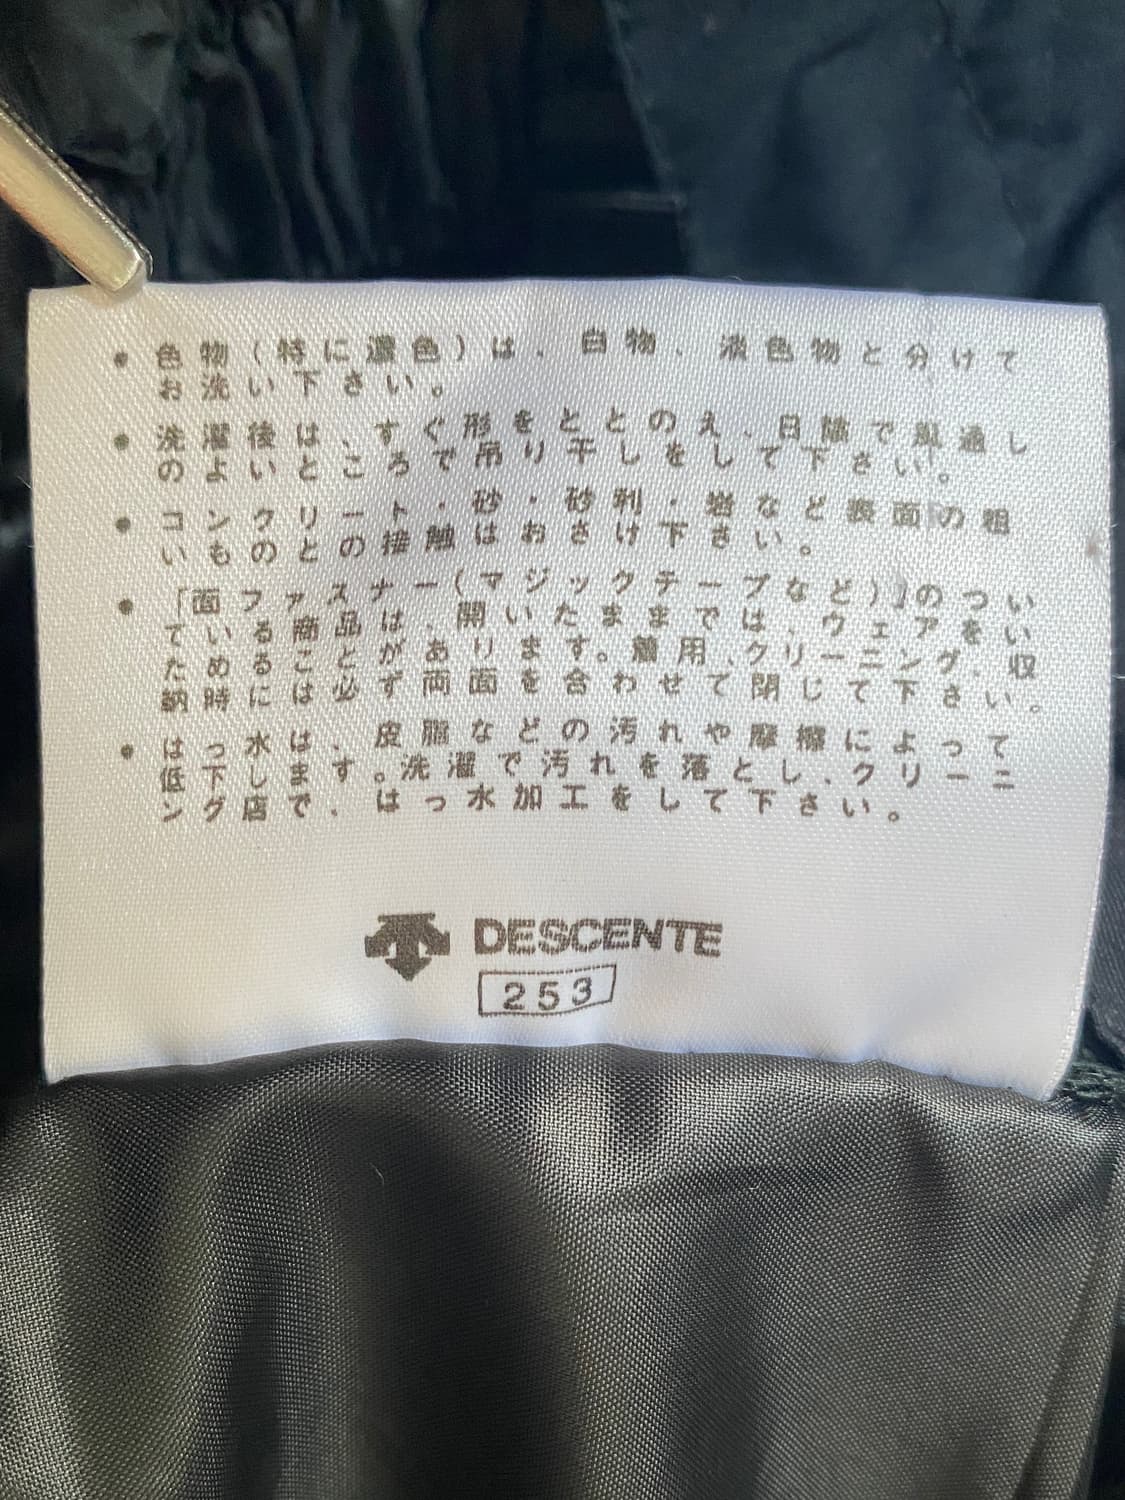 ・色物(特に濃色)は、白物、淡色物と分けて
お洗い下さい。
・洗濯後は、すぐ形をととのえ、日陰で風通し
のよいところで吊り干しをして下さい。
・コンクリート・砂・砂利・岩など表面の粗
いものとの接触はおさけ下さい。
・「面ファスナー(マジックテープなど)」のつい
ている商品は、開いたままでは、ウェアをい
ためることがあります。着用、クリーニング、収
納時には必ず両面を合わせて閉じて下さい。
・はっ水は、皮脂などの汚れや摩擦によって
低下します。洗濯で汚れを落とし、クリーニ
ング店で、はっ水加工をして下さい。
DESCENTE
253